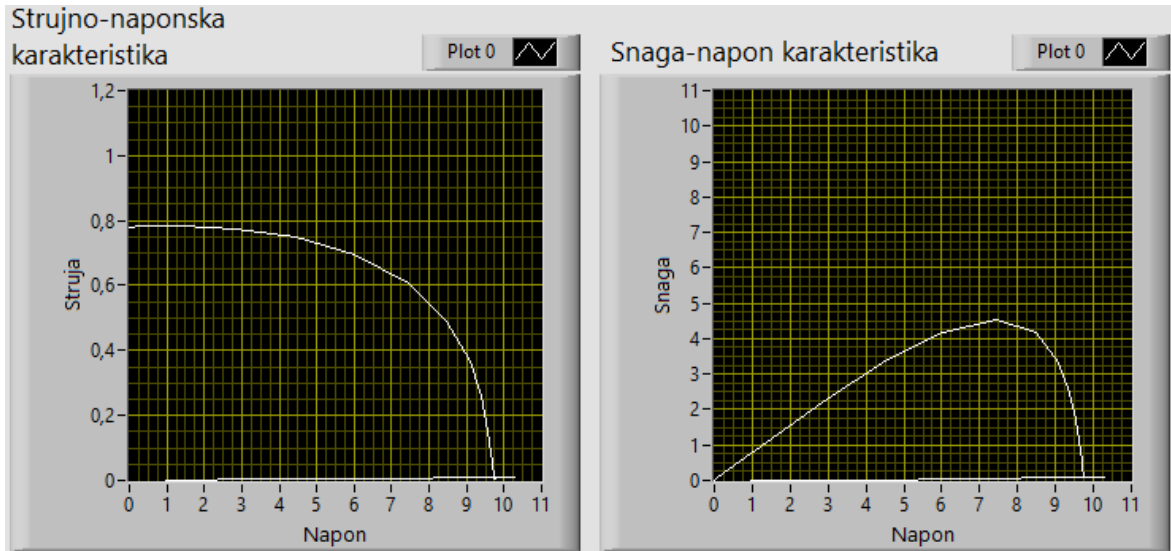 Strujno-naponska
karakteristika
Plot 0
1,2
1
0,8
0,6
0,4
0,2
0
Struja
0 1 2 3 4 5 6 7 8 9 10 11
Napon
Snaga-napon karakteristika
Plot 0
11
10
9
8
7
6
5
4
3
2
1
0
Snaga
0 1 2 3 4 5 6 7 8 9 10 11
Napon